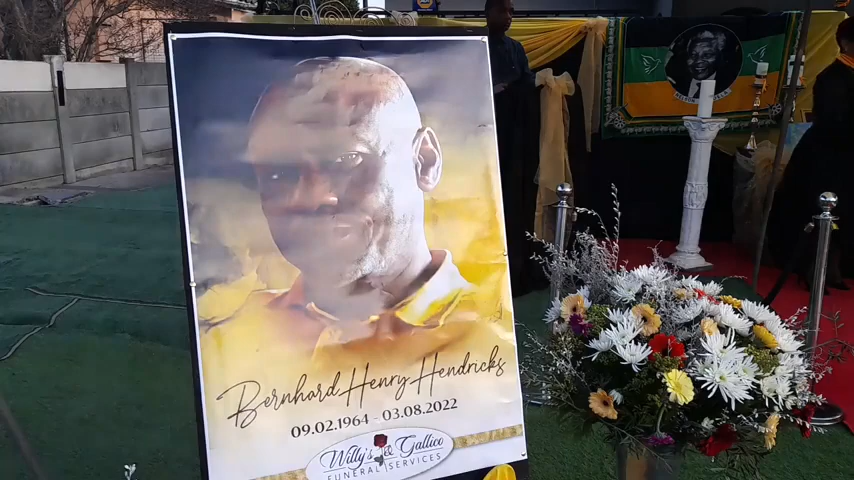 Bernhard Henry Hendricks
09.02.1964 - 03.08.2022
Willy's & Gallico
FUNERAL SERVICES